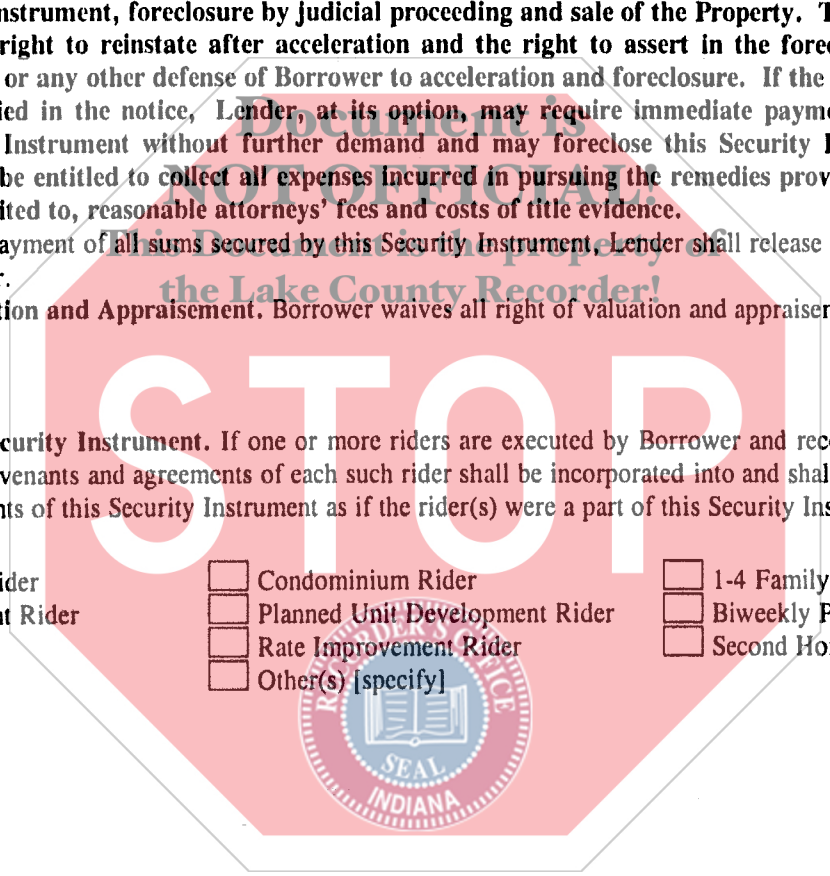 nstrument, foreclosure by judicial proceeding and sale of the Property. T
right to reinstate after acceleration and the right to assert in the forec
or any other defense of Borrower to acceleration and foreclosure. If the
ied in the notice, Lender, at its option, may require immediate payme
Document is
Instrument without further demand and may foreclose this Security I
NOT OFFICIAL!
be entitled to collect all expenses incurred in pursuing the remedies prov
ited to, reasonable attorneys' fees and costs of title evidence.
This Document is the property of
ayment of all sums secured by this Security Instrument, Lender shall release
r.
the Lake County Recorder!
tion and Appraisement. Borrower waives all right of valuation and appraisem
STOP
curity Instrument. If one or more riders are executed by Borrower and rec
venants and agreements of each such rider shall be incorporated into and shal
nts of this Security Instrument as if the rider(s) were a part of this Security Ins
ider Condominium Rider 1-4 Family
nt Rider Planned Unit Development Rider Biweekly P
Rate Improvement Rider Second Ho
Other(s) [specify]
RECORDER'S OFFICE
SEAL
INDIANA